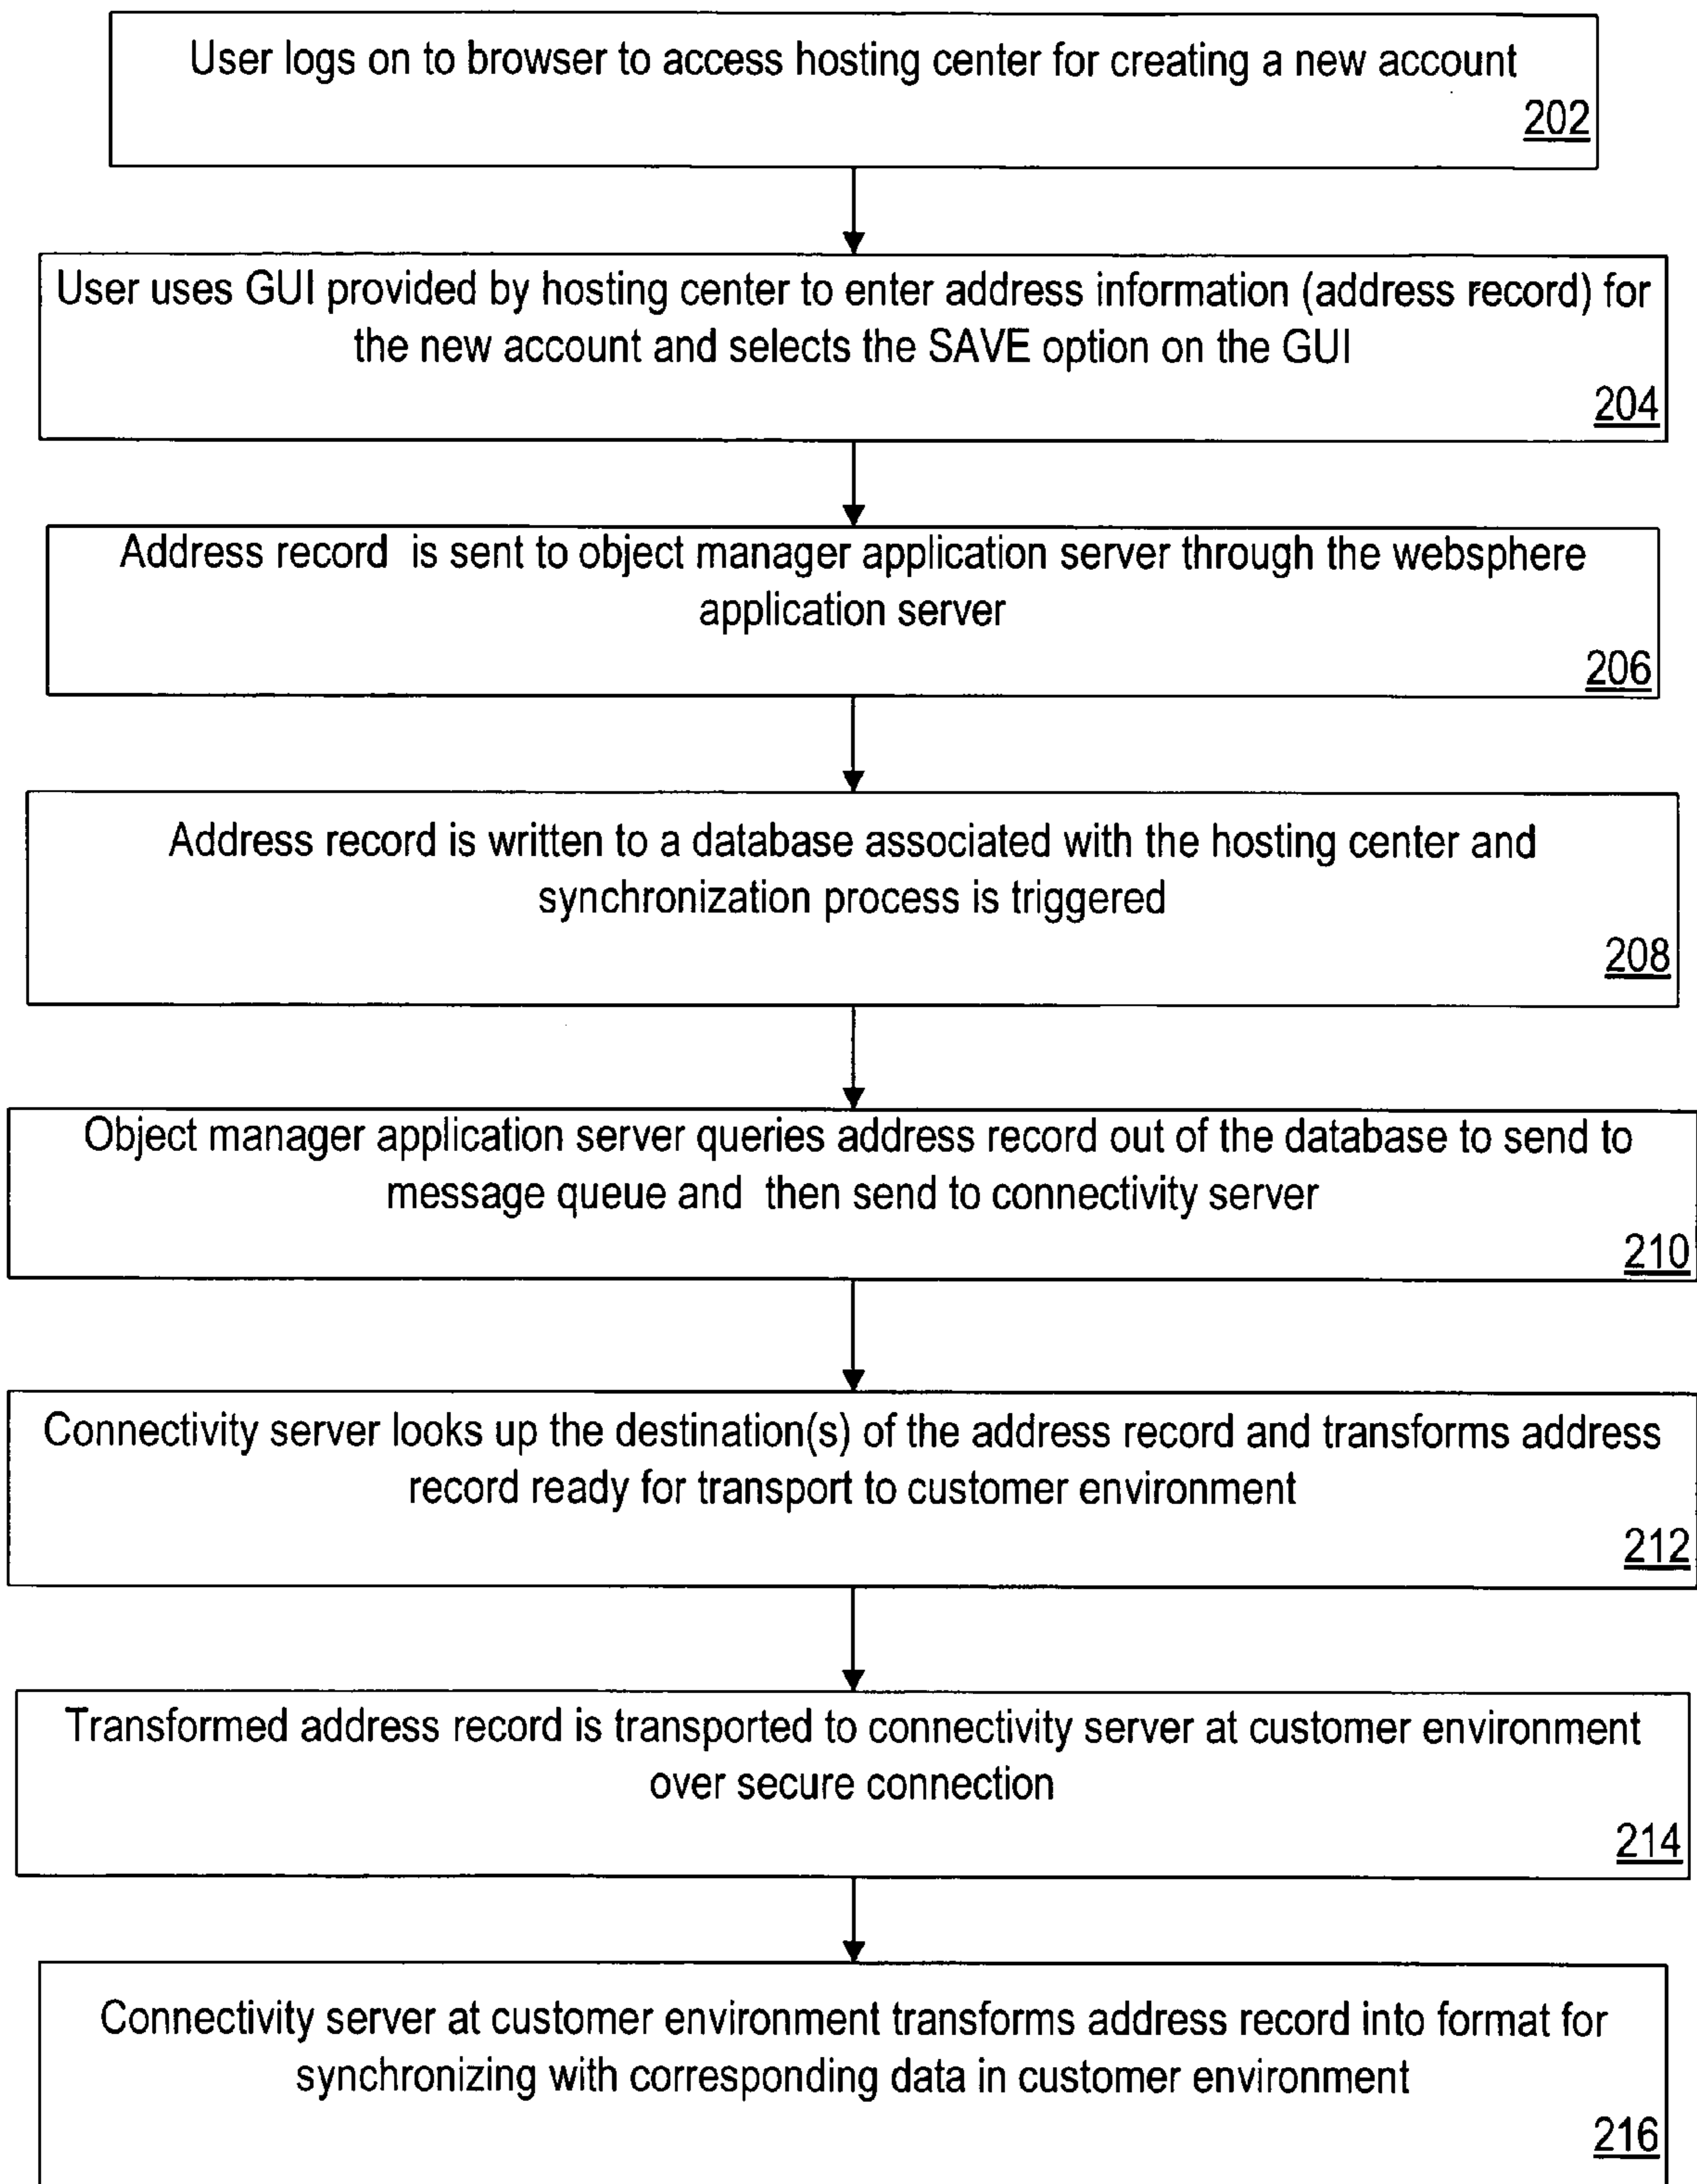 User logs on to browser to access hosting center for creating a new account
202
User uses GUI provided by hosting center to enter address information (address record) for
the new account and selects the SAVE option on the GUI
204
Address record is sent to object manager application server through the websphere
application server
206
Address record is written to a database associated with the hosting center and
synchronization process is triggered
208
Object manager application server queries address record out of the database to send to
message queue and then send to connectivity server
210
Connectivity server looks up the destination(s) of the address record and transforms address
record ready for transport to customer environment
212
Transformed address record is transported to connectivity server at customer environment
over secure connection
214
Connectivity server at customer environment transforms address record into format for
synchronizing with corresponding data in customer environment
216